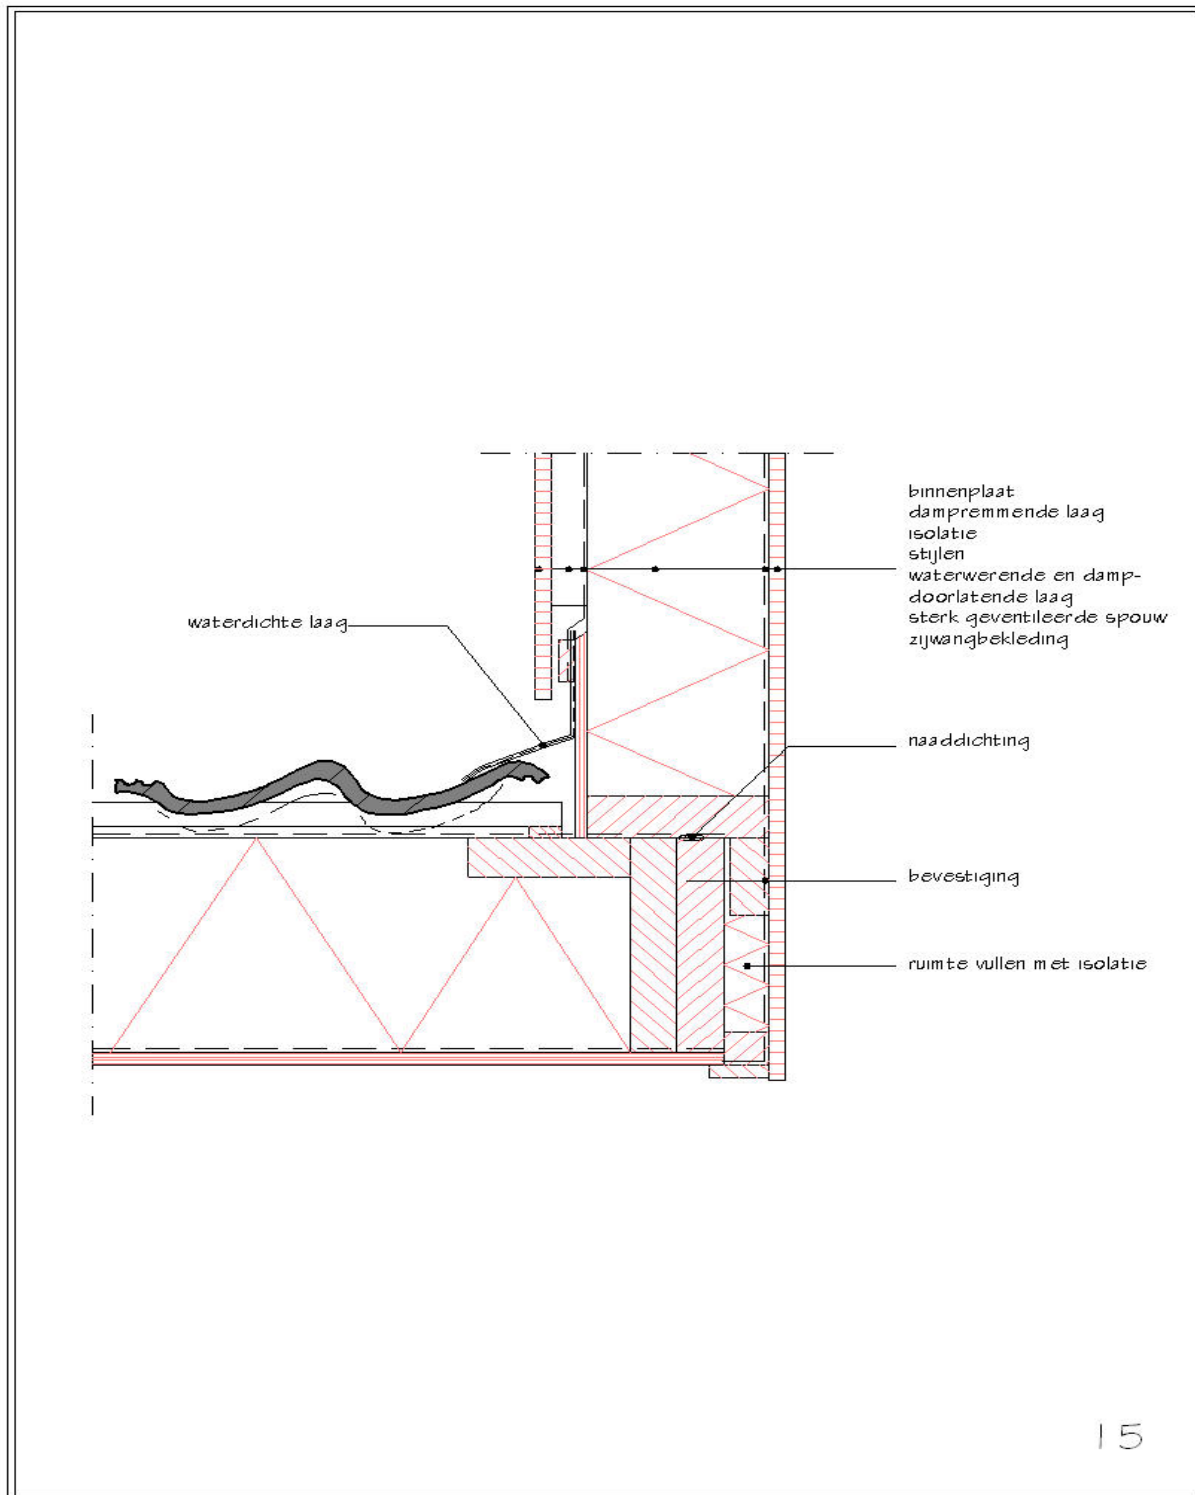 binnenplaat
dampremmende laag
isolatie
stijlen
waterwerende en damp-
doorlatende laag
sterk geventileerde spouw
zijwangbekleding
waterdichte laag
naaddichting
bevestiging
ruimte vullen met isolatie
15